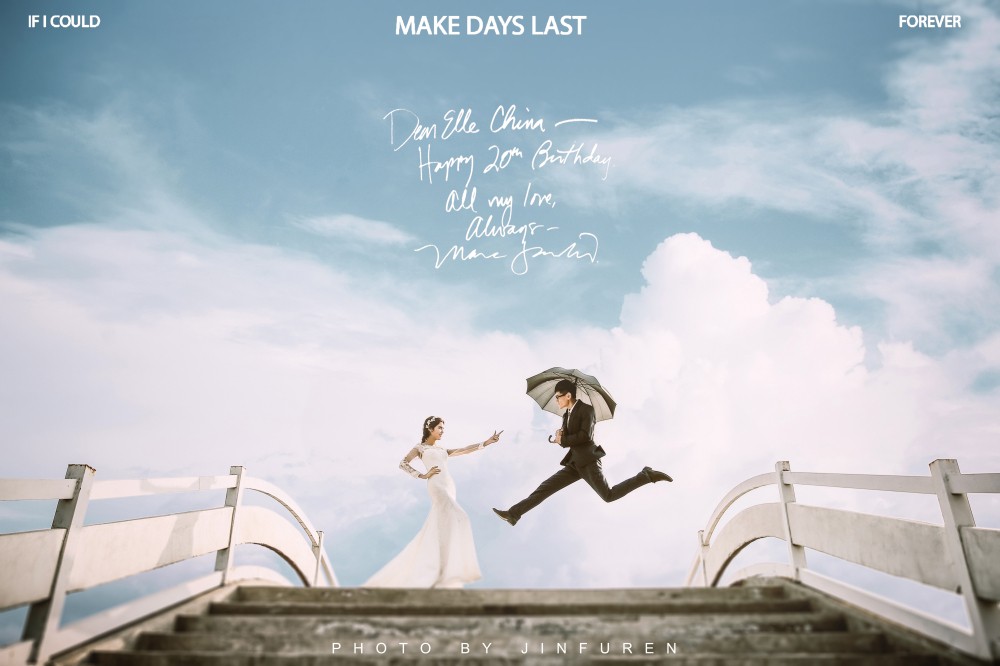 IF I COULD
MAKE DAYS LAST
FOREVER
Dear Elle China —
Happy 20th Birthday
All my love,
Always -
Marc
PHOTO BY JINFUREN